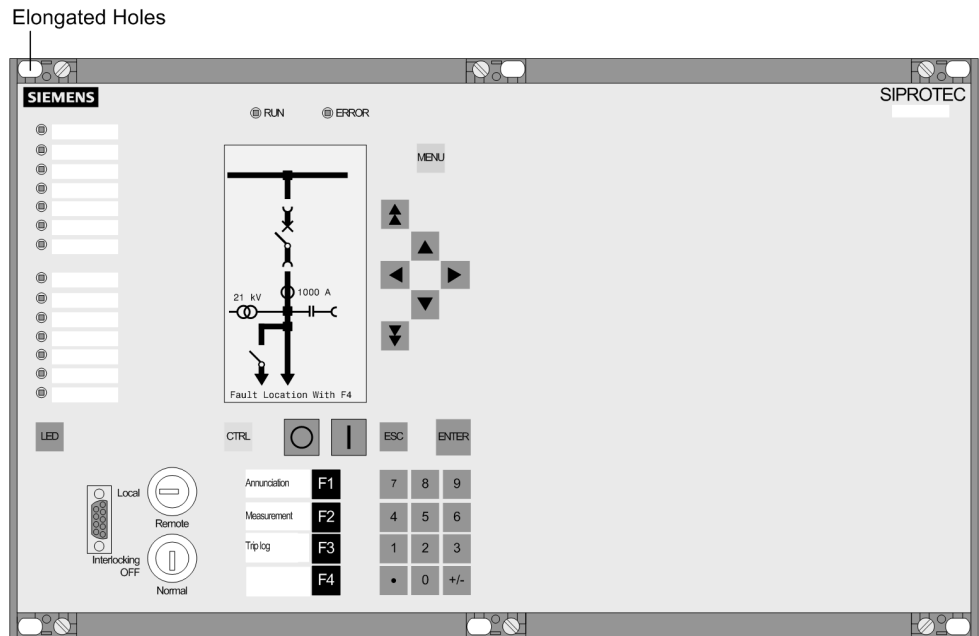 Elongated Holes
SIEMENS
SIPROTEC
RUN
ERROR
MENU
21 kV
1000 A
Fault Location With F4
LED
CTRL
ESC
ENTER
Annunciation F1
7 8 9
Local
Remote
Measurement F2
4 5 6
Trip log F3
1 2 3
Interlocking
OFF
Normal
F4
• 0 +/-